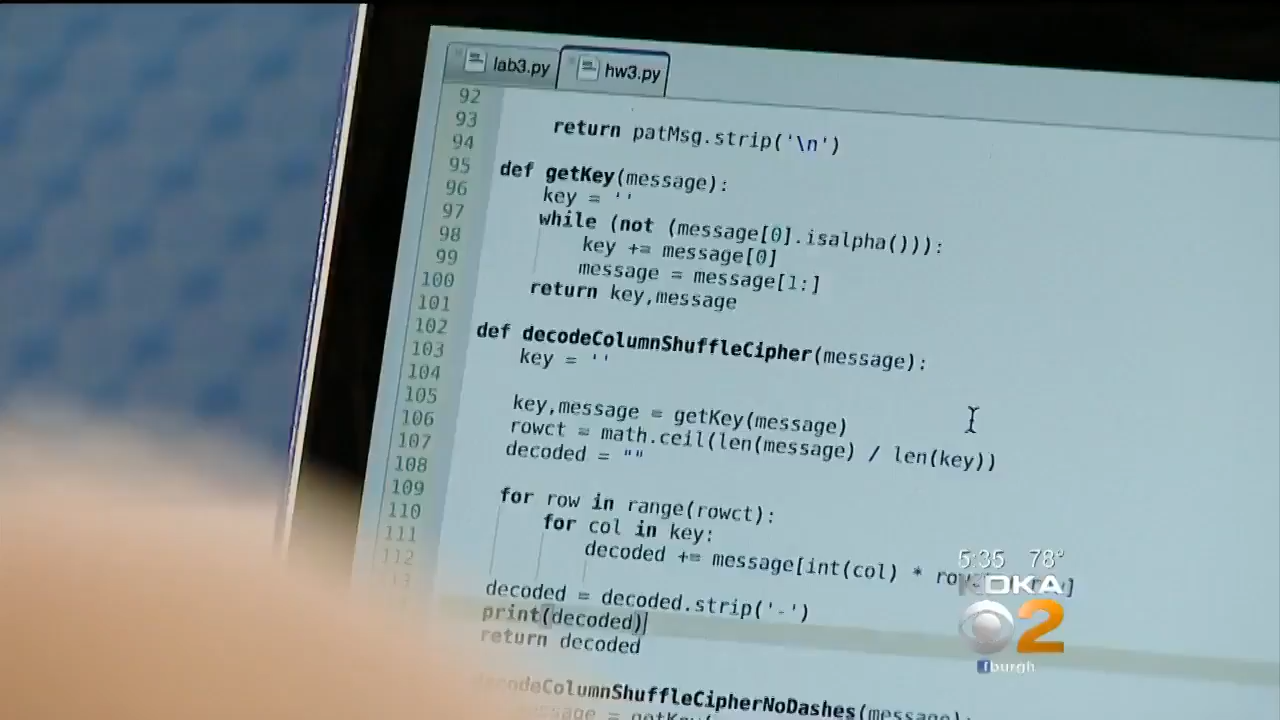 lab3.py
hw3.py
92
93
94 return patMsg.strip('\n')
95
96 def getKey(message):
97 key = ''
98 while (not (message[0].isalpha())):
99 key += message[0]
100 message = message[1:]
101 return key,message
102
103 def decodeColumnShuffleCipher(message):
104 key = ''
105
106 key,message = getKey(message)
107 rowct = math.ceil(len(message) / len(key))
108 decoded = ""
109
110 for row in range(rowct):
111 for col in key:
112 decoded += message[int(col) *
decoded = decoded.strip('-')
print(decoded)
return decoded
decodeColumnShuffleCipherNoDashes(message):
5:35 78°
KDKA
2
fburgh